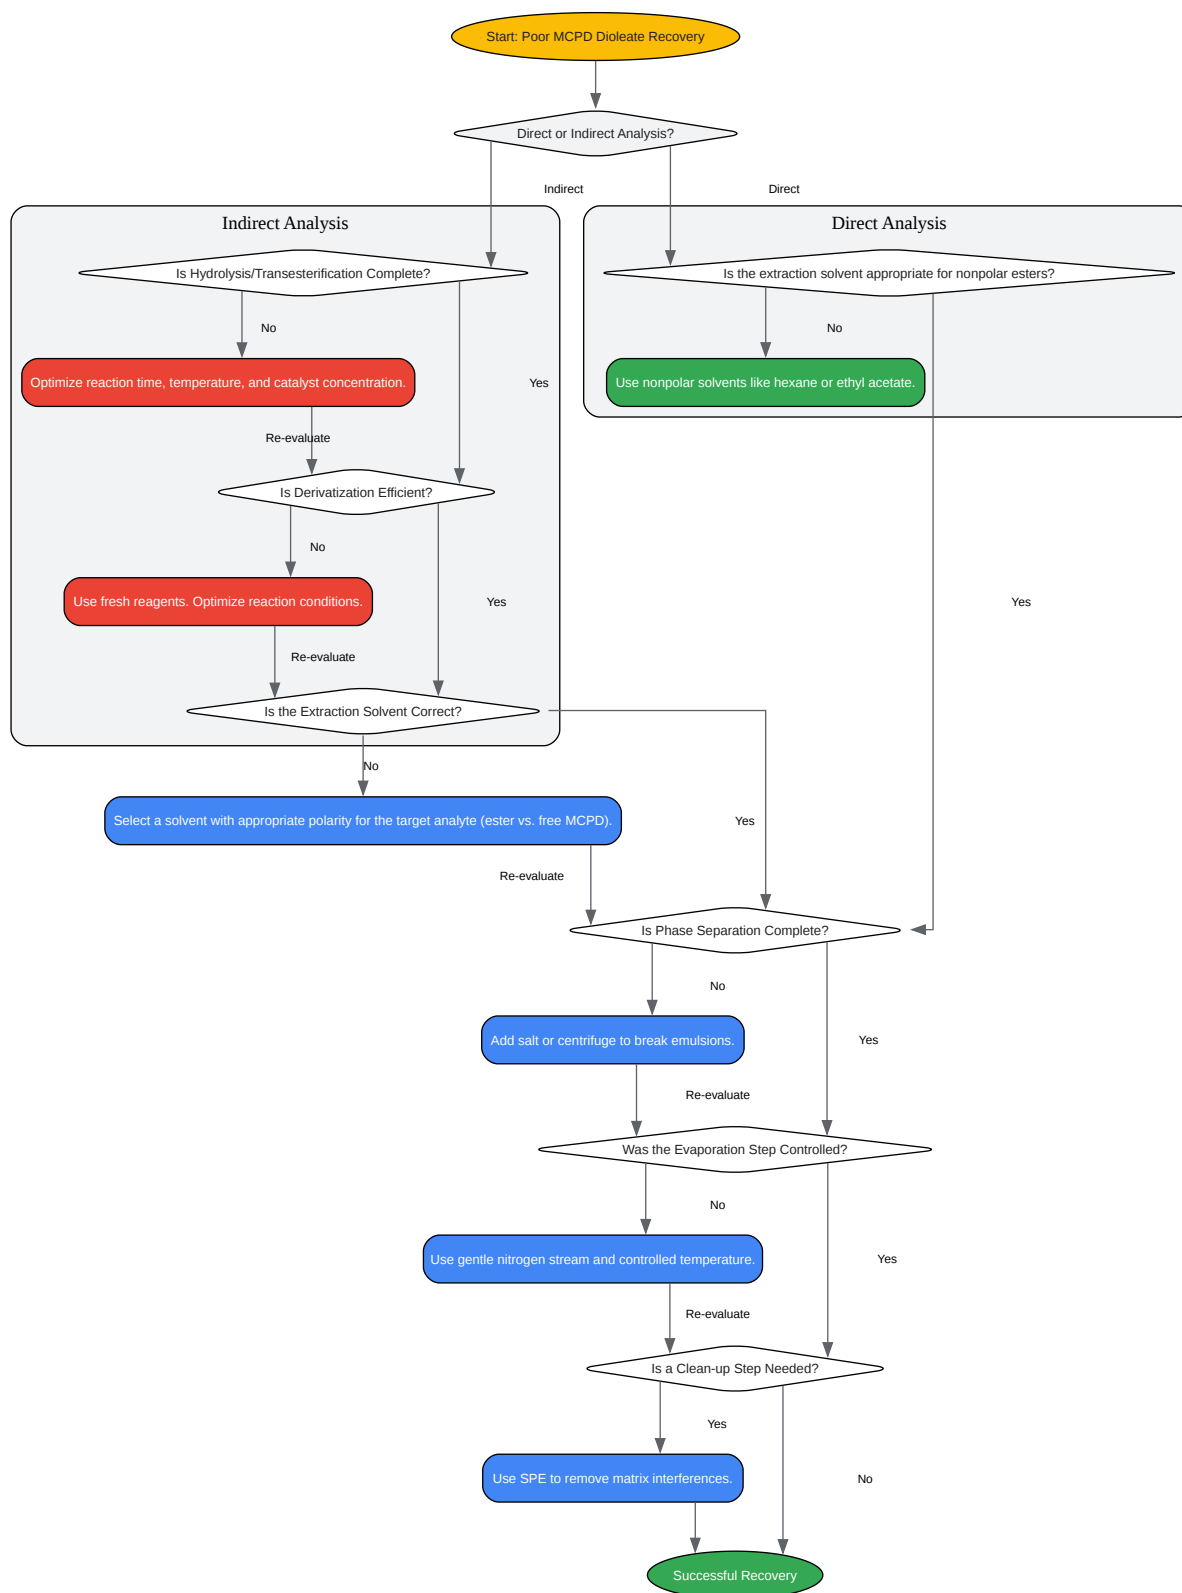 Start: Poor MCPD Dioleate Recovery
Direct or Indirect Analysis?
Indirect
Direct
Indirect Analysis
Direct Analysis
Is Hydrolysis/Transesterification Complete?
Is the extraction solvent appropriate for nonpolar esters?
No
No
Optimize reaction time, temperature, and catalyst concentration.
Yes
Use nonpolar solvents like hexane or ethyl acetate.
Re-evaluate
Is Derivatization Efficient?
No
Use fresh reagents. Optimize reaction conditions.
Yes
Yes
Re-evaluate
Is the Extraction Solvent Correct?
No
Select a solvent with appropriate polarity for the target analyte (ester vs. free MCPD).
Yes
Re-evaluate
Is Phase Separation Complete?
No
Add salt or centrifuge to break emulsions.
Yes
Re-evaluate
Was the Evaporation Step Controlled?
No
Use gentle nitrogen stream and controlled temperature.
Yes
Re-evaluate
Is a Clean-up Step Needed?
Yes
Use SPE to remove matrix interferences.
No
Successful Recovery